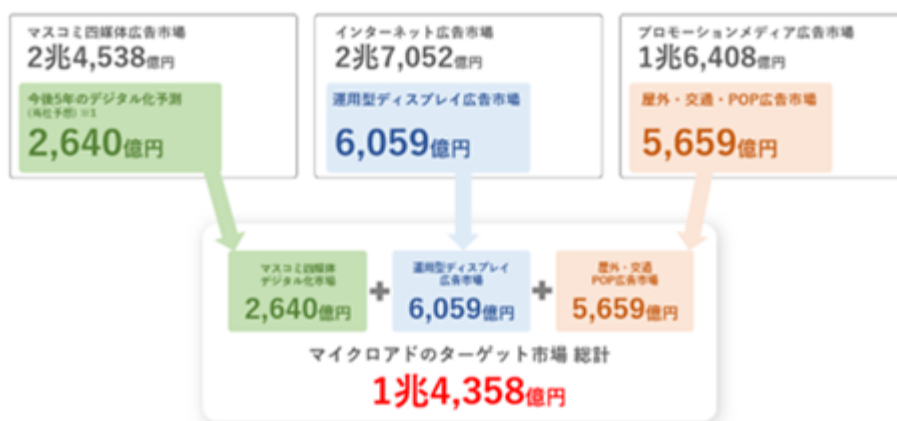 マスコミ四媒体広告市場
2兆4,538億円
今後5年のデジタル化予測
(当社予想) ※1
2,640億円
インターネット広告市場
2兆7,052億円
運用型ディスプレイ広告市場
6,059億円
プロモーションメディア広告市場
1兆6,408億円
屋外・交通・POP広告市場
5,659億円
マスコミ四媒体
デジタル化市場
2,640億円
+
運用型ディスプレイ
広告市場
6,059億円
+
屋外・交通
POP広告市場
5,659億円
マイクロアドのターゲット市場 総計
1兆4,358億円